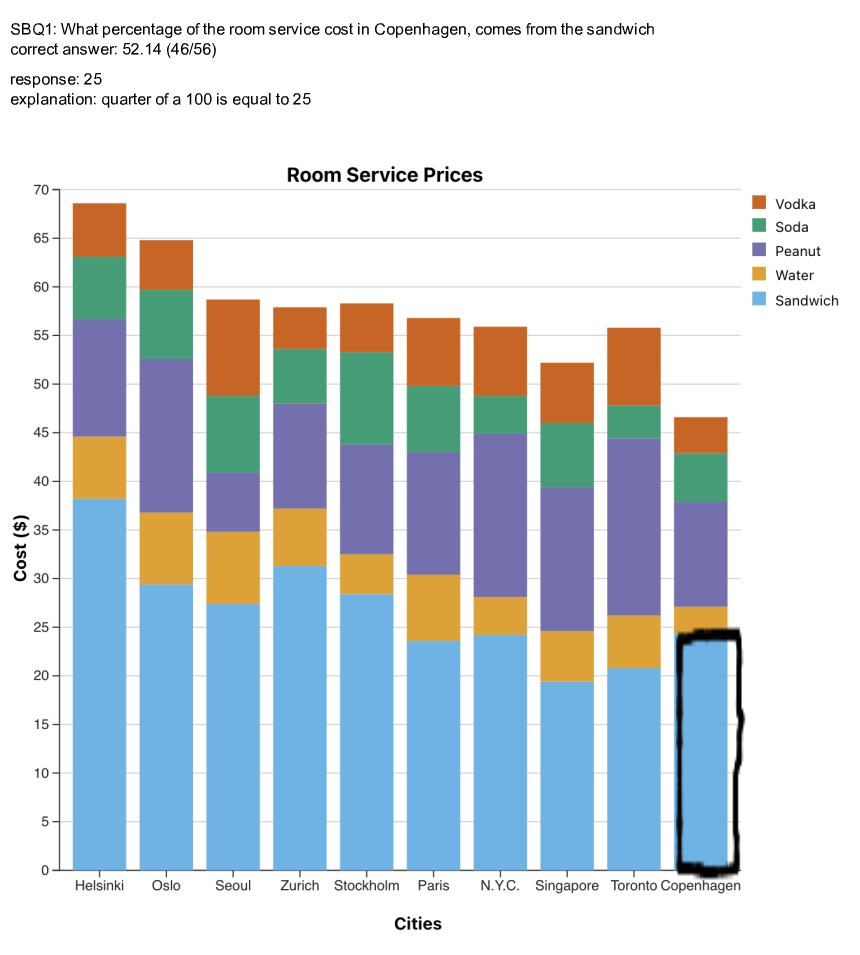 SBQ1: What percentage of the room service cost in Copenhagen, comes from the sandwich
correct answer: 52.14 (46/56)
response: 25
explanation: quarter of a 100 is equal to 25
Room Service Prices
70
65
60
55
50
45
40
35
30
25
20
15
10
5
0
Cost ($)
Vodka
Soda
Peanut
Water
Sandwich
Helsinki Oslo Seoul Zurich Stockholm Paris N.Y.C. Singapore Toronto Copenhagen
Cities